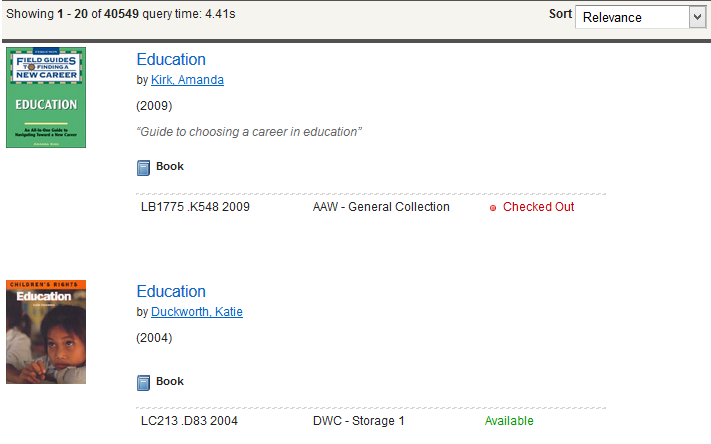 Showing 1 - 20 of 40549 query time: 4.41s
Sort
Relevance
FIELD GUIDES
TO FINDING A
NEW CAREER
EDUCATION
An All-in-One Guide to
Navigating Toward a New Career
Education
by Kirk, Amanda
(2009)
“Guide to choosing a career in education”
Book
LB1775 .K548 2009 AAW - General Collection Checked Out
CHILDREN'S RIGHTS
Education
Education
by Duckworth, Katie
(2004)
Book
LC213 .D83 2004 DWC - Storage 1 Available